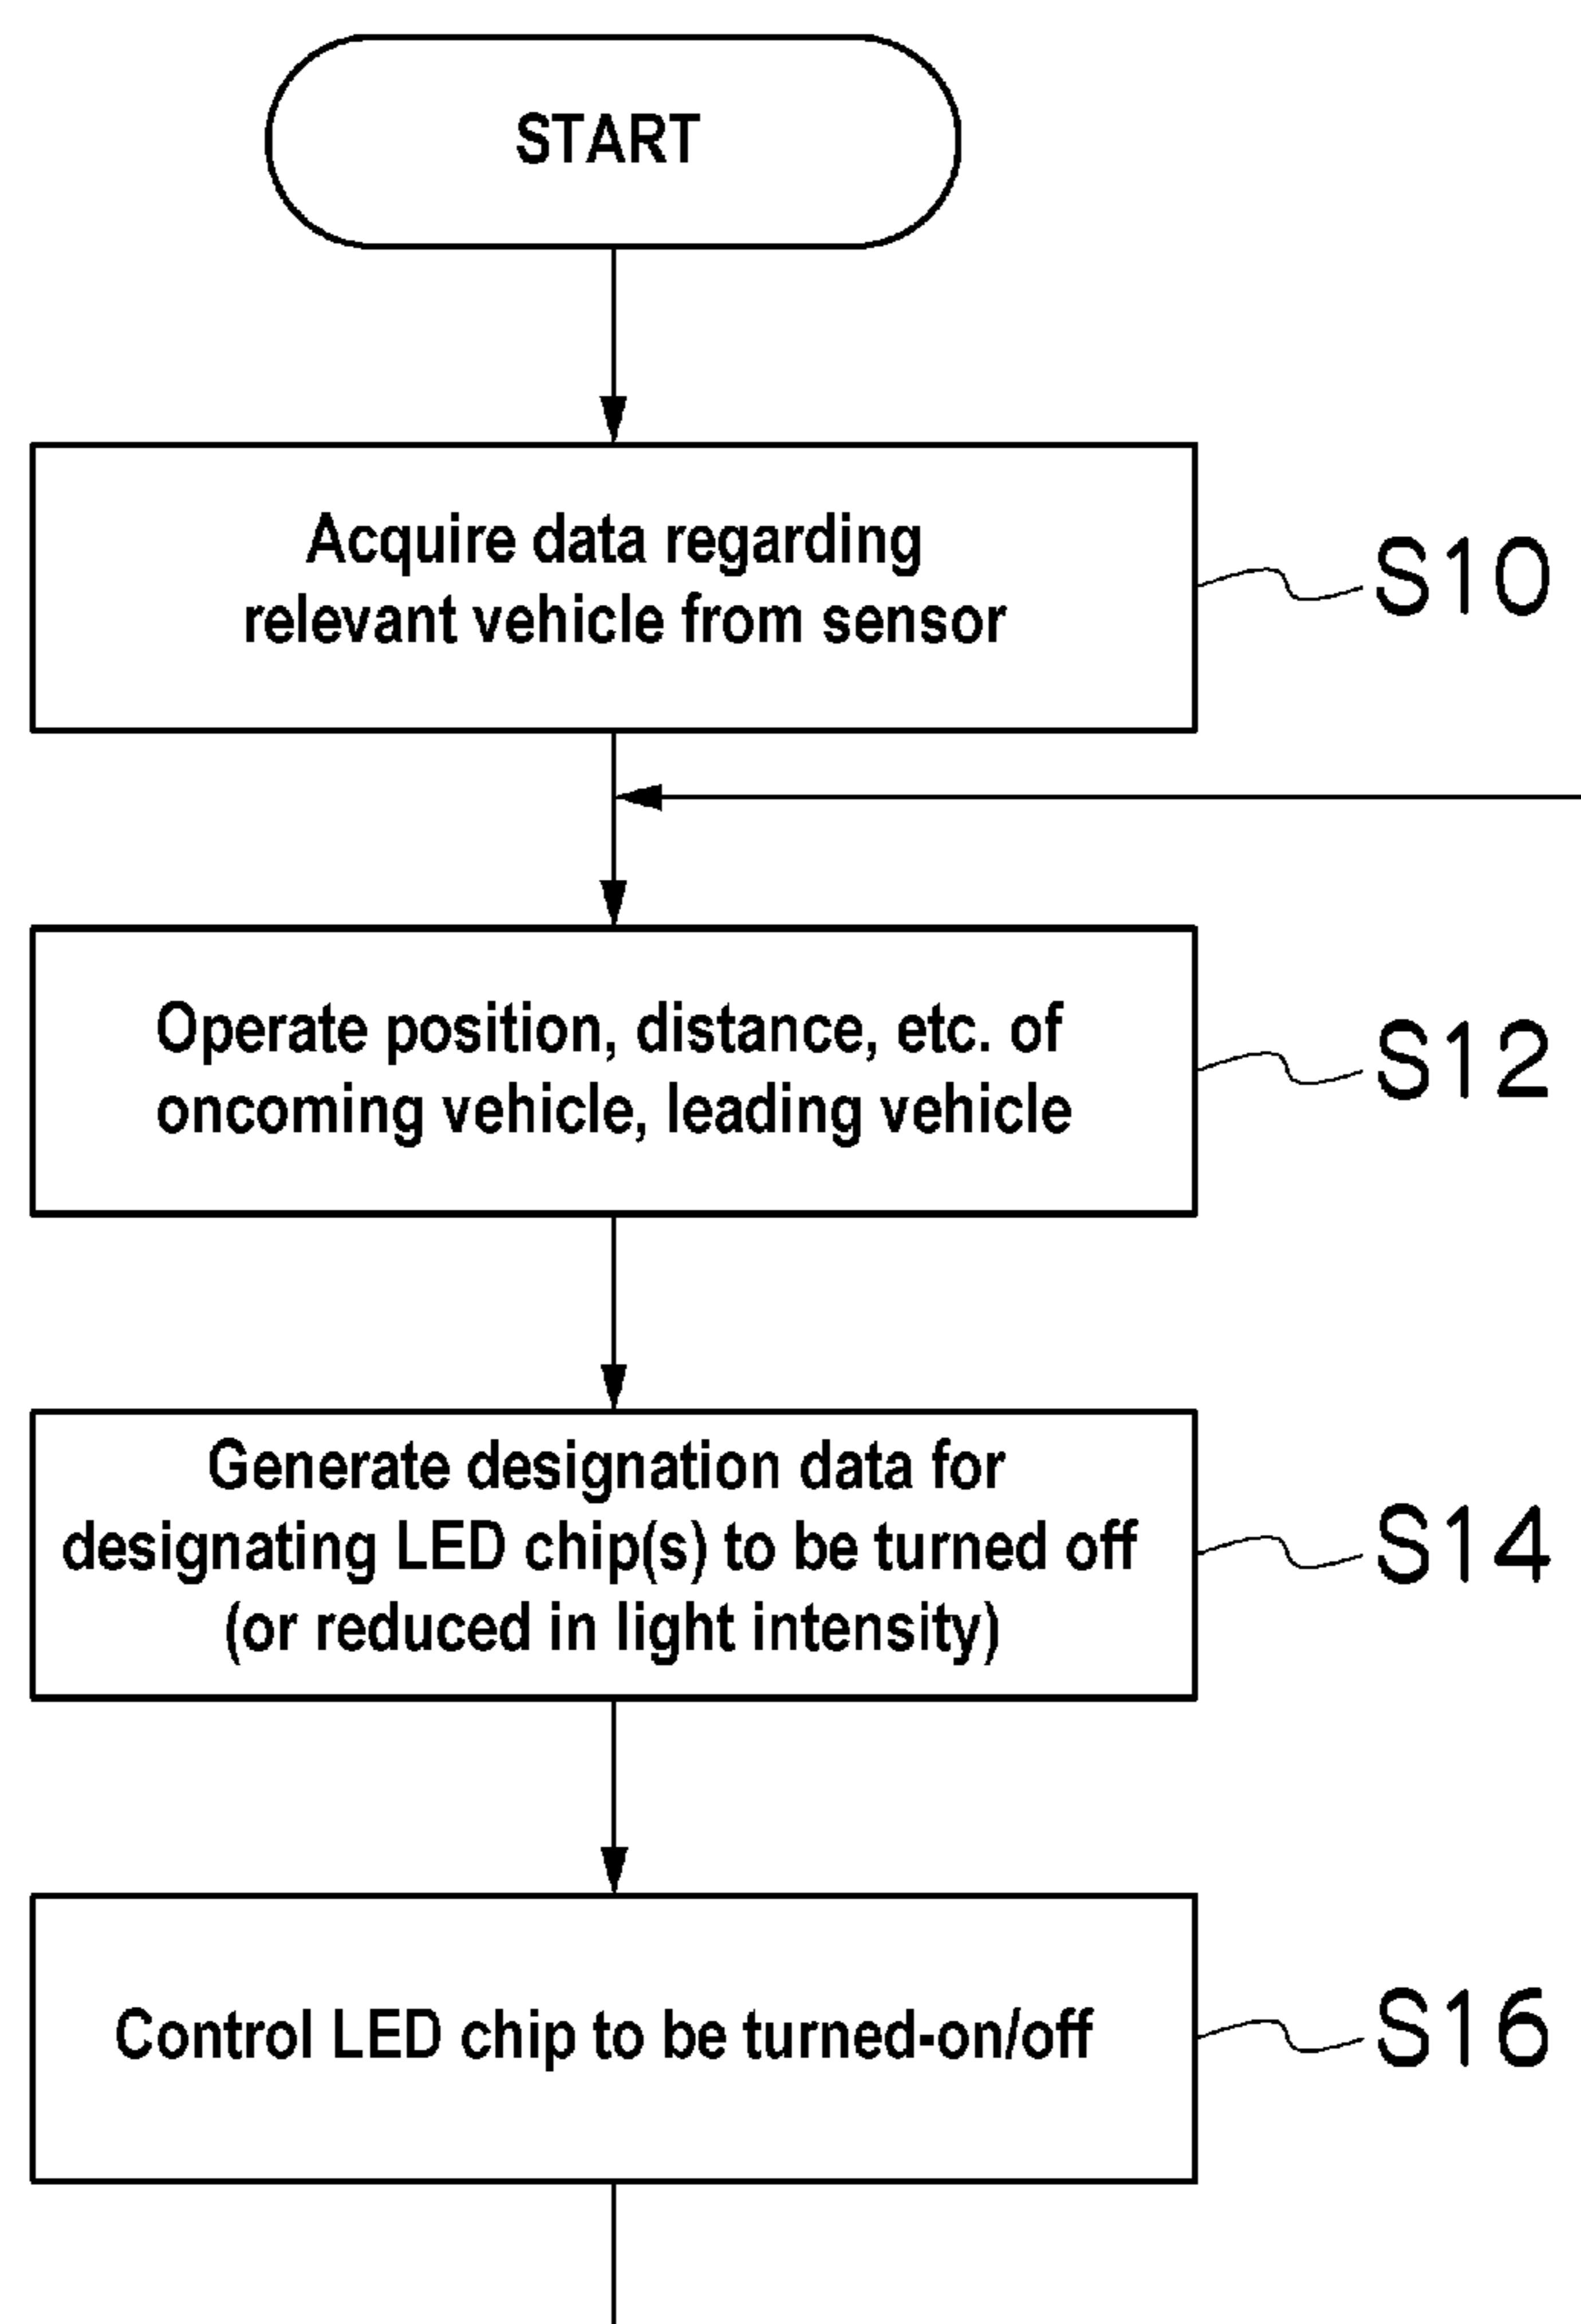 START
Acquire data regarding
relevant vehicle from sensor
S10
Operate position, distance, etc. of
oncoming vehicle, leading vehicle
S12
Generate designation data for
designating LED chip(s) to be turned off
(or reduced in light intensity)
S14
Control LED chip to be turned-on/off
S16